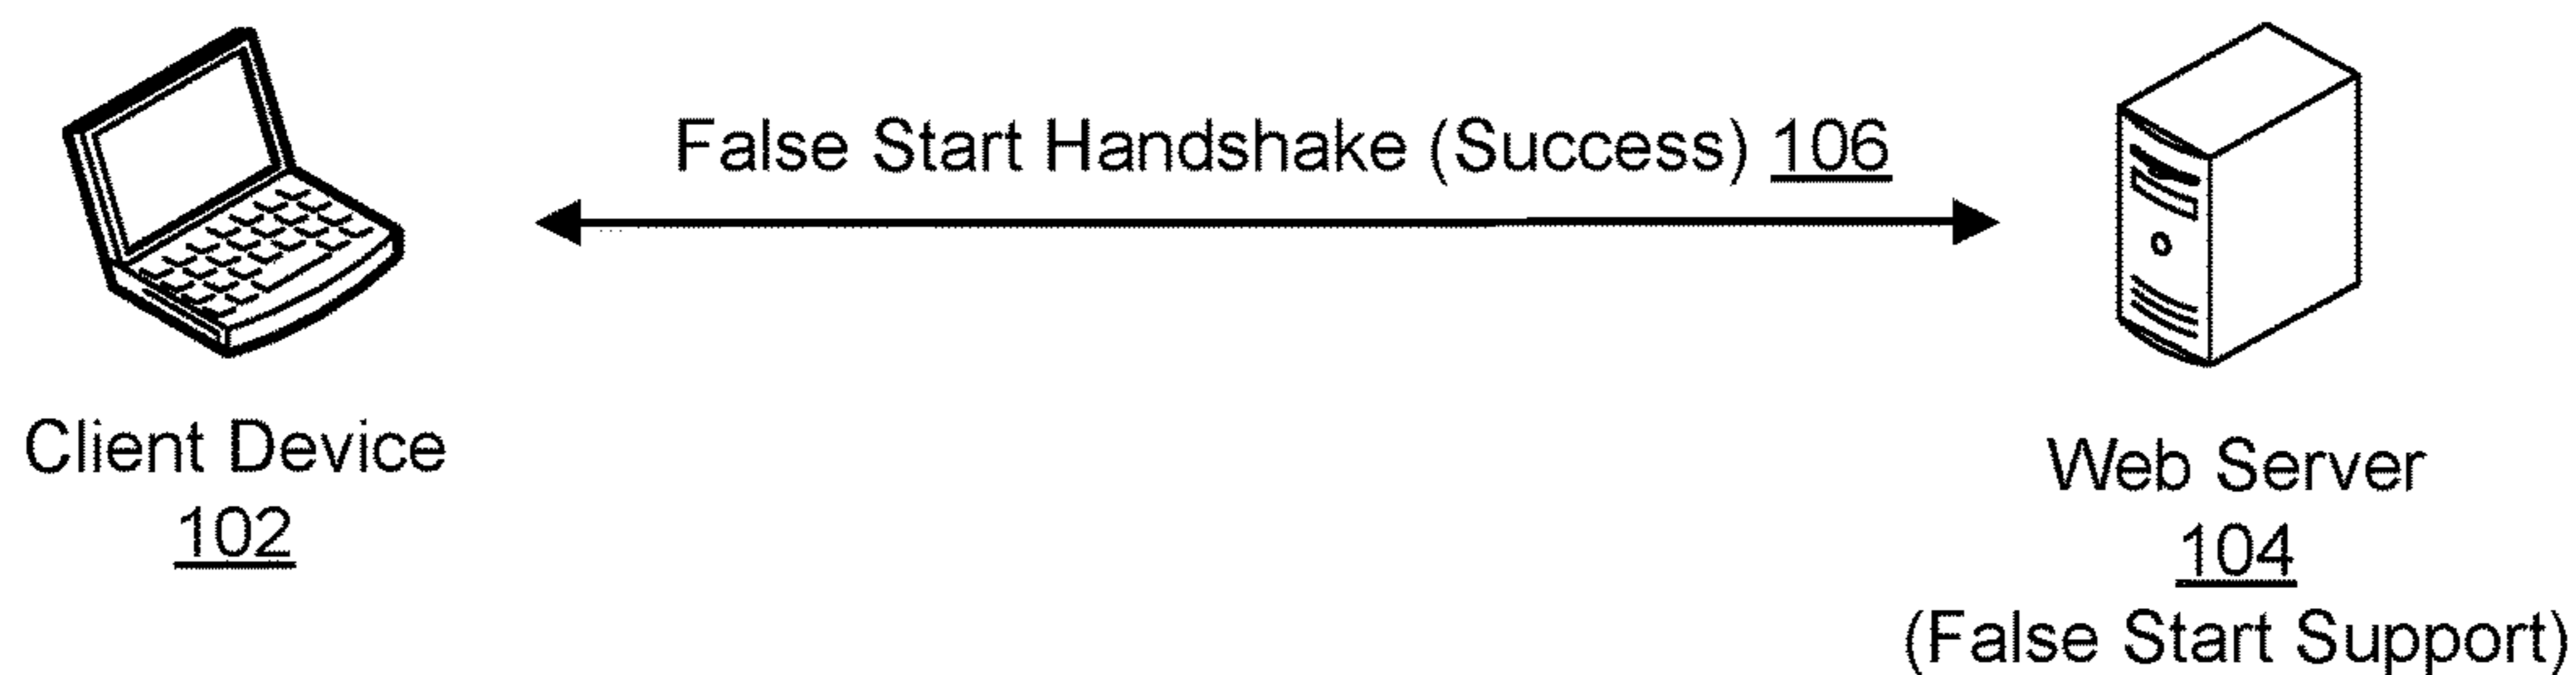 False Start Handshake (Success) 106
Client Device
102
Web Server
104
(False Start Support)